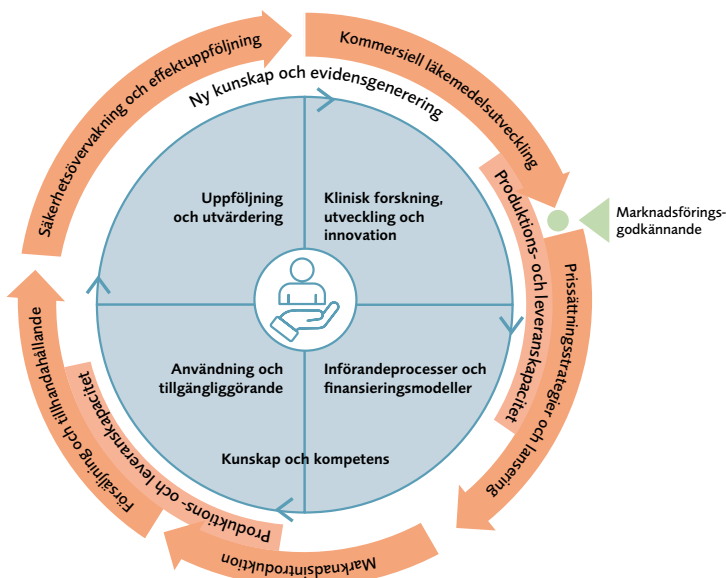 Säkerhetsövervakning och effektuppföljning
Kommersiell läkemedelsutveckling
Ny kunskap och evidensgenerering
Uppföljning
och utvärdering
Klinisk forskning,
utveckling och
innovation
Produktions- och leveranskapacitet
Marknadsförings-
godkännande
Prissättningsstrategier och lansering
Användning och
tillgängliggörande
Införandeprocesser och
finansieringsmodeller
Kunskap och kompetens
Försäljning och tillhandahållande
Produktions- och leveranskapacitet
Marknadsintroduktion